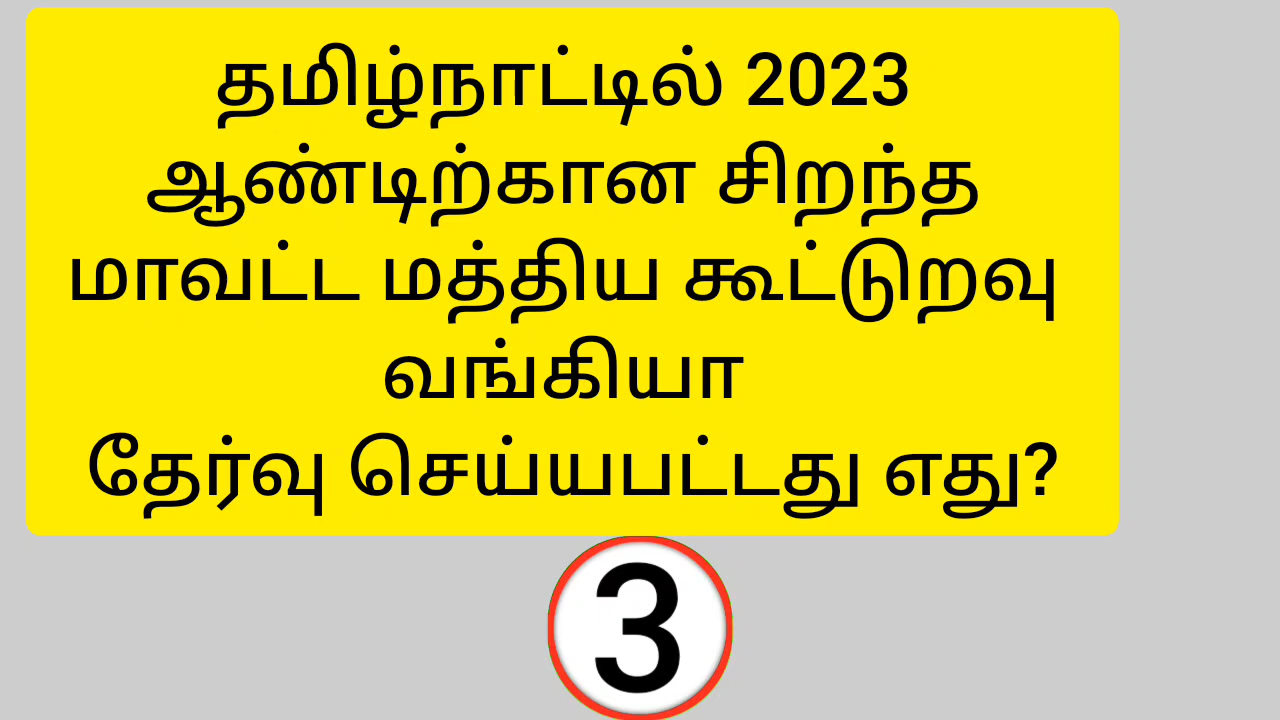 தமிழ்நாட்டில் 2023
ஆண்டிற்கான சிறந்த
மாவட்ட மத்திய கூட்டுறவு
வங்கியா
தேர்வு செய்யபட்டது எது?
3